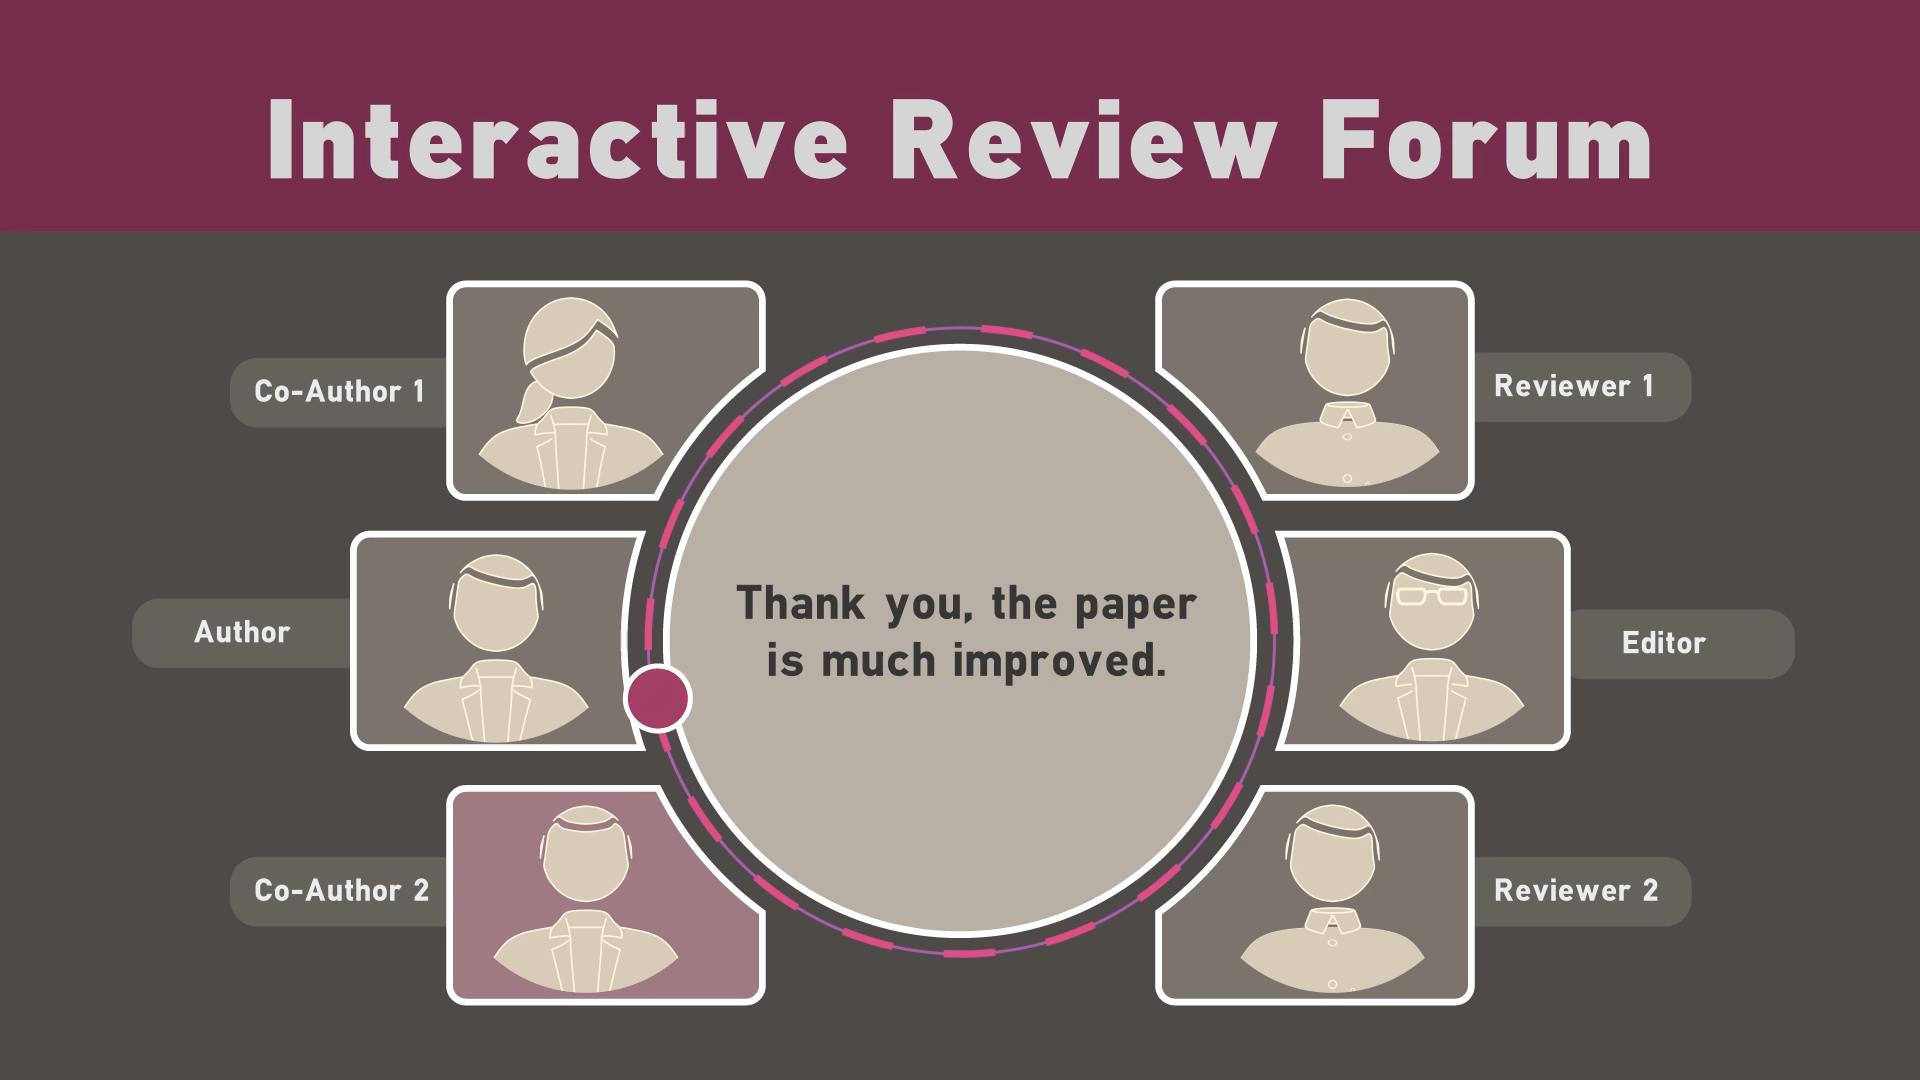 Interactive Review Forum
Co-Author 1
Reviewer 1
Author
Thank you, the paper
is much improved.
Editor
Co-Author 2
Reviewer 2